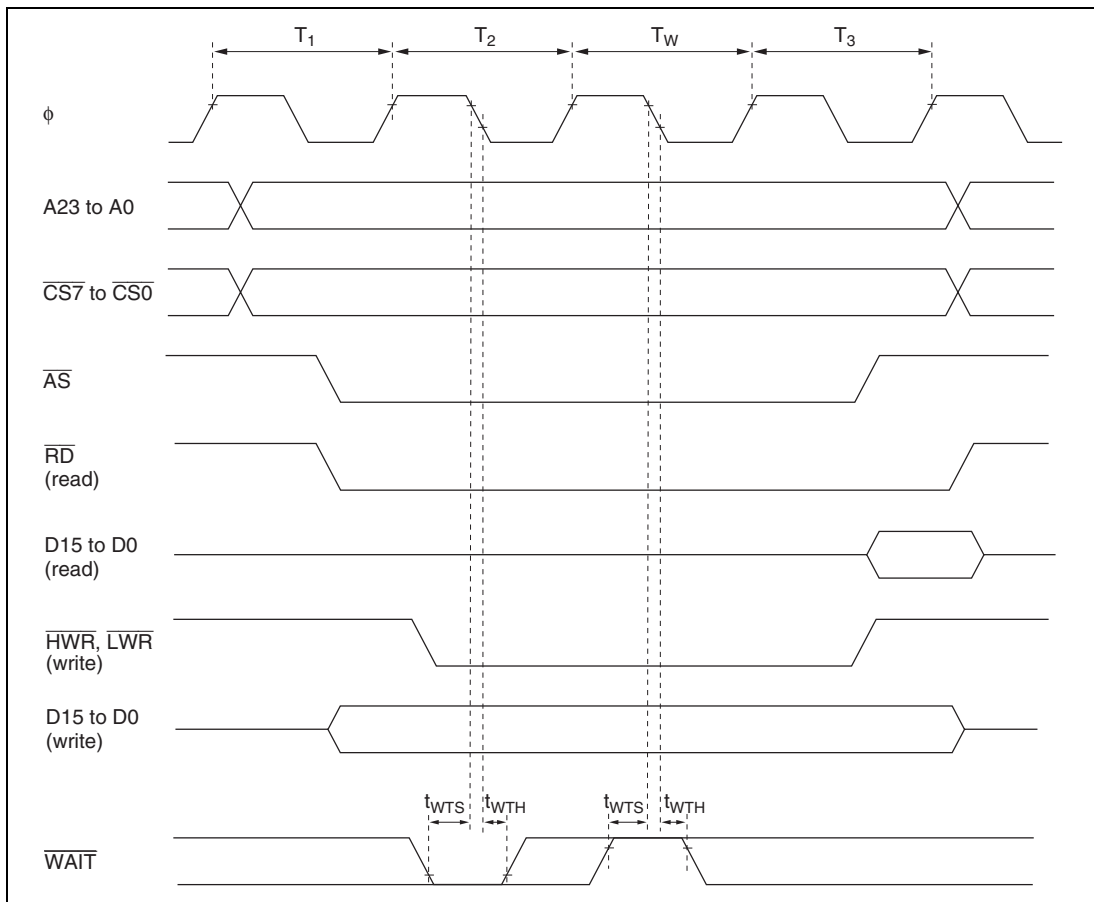 T1 T2 TW T3
ϕ
A23 to A0
CS7 to CS0
AS
RD
(read)
D15 to D0
(read)
HWR, LWR
(write)
D15 to D0
(write)
tWTS tWTH tWTS tWTH
WAIT